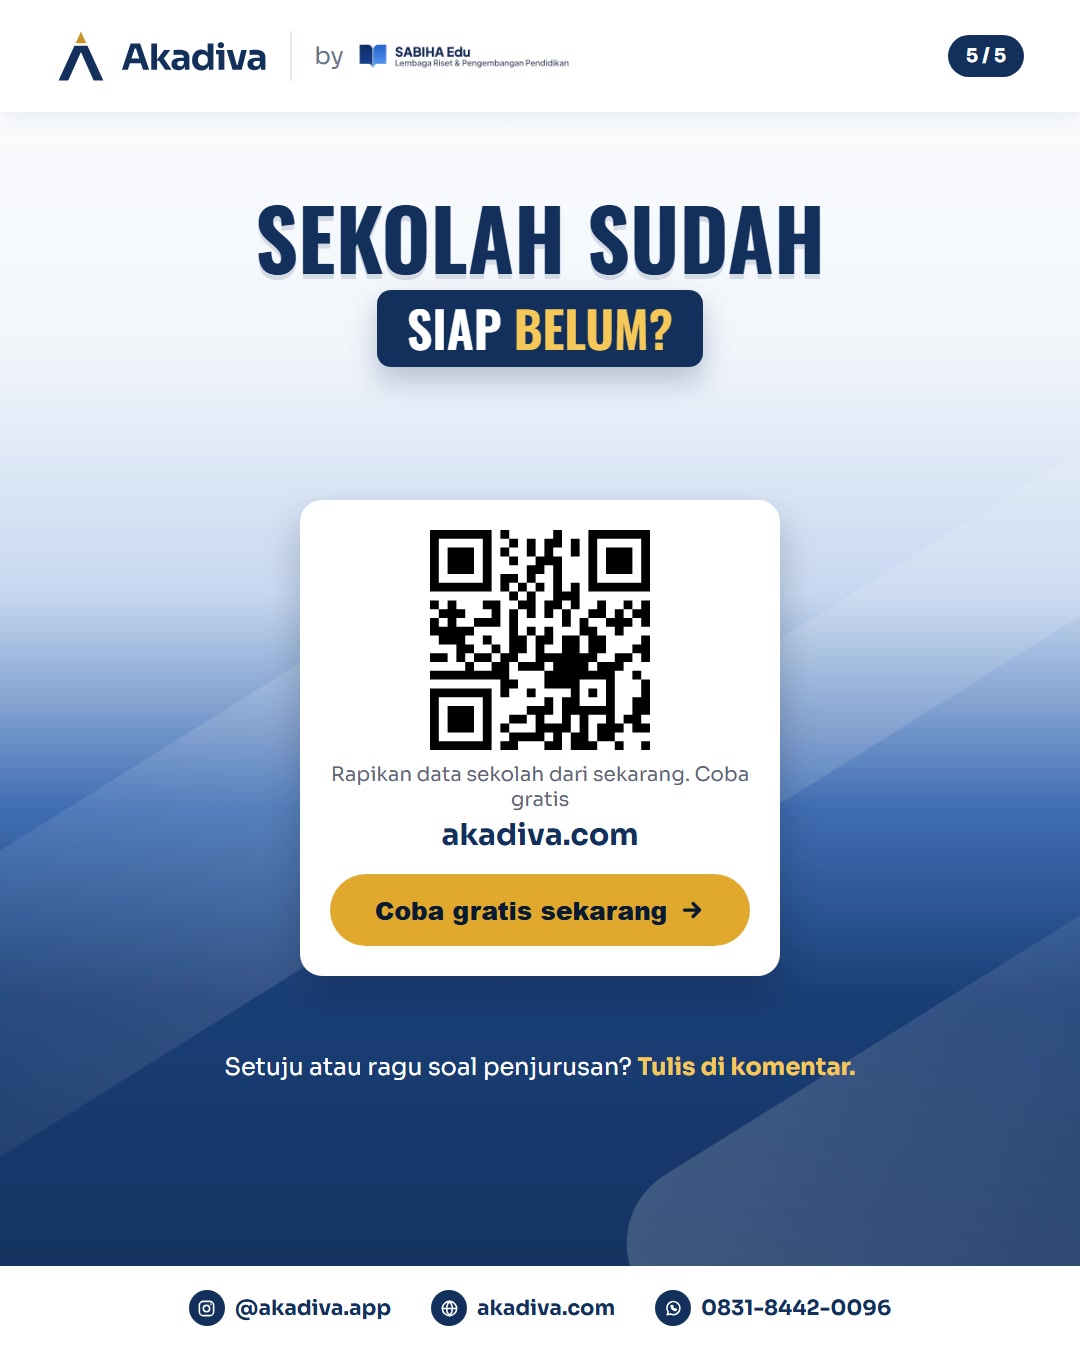 Akadiva
by
SABIHA Edu
Lembaga Riset & Pengembangan Pendidikan
5 / 5
SEKOLAH SUDAH
SIAP BELUM?
Rapikan data sekolah dari sekarang. Coba
gratis
akadiva.com
Coba gratis sekarang →
Setuju atau ragu soal penjurusan? Tulis di komentar.
@akadiva.app
akadiva.com
0831-8442-0096